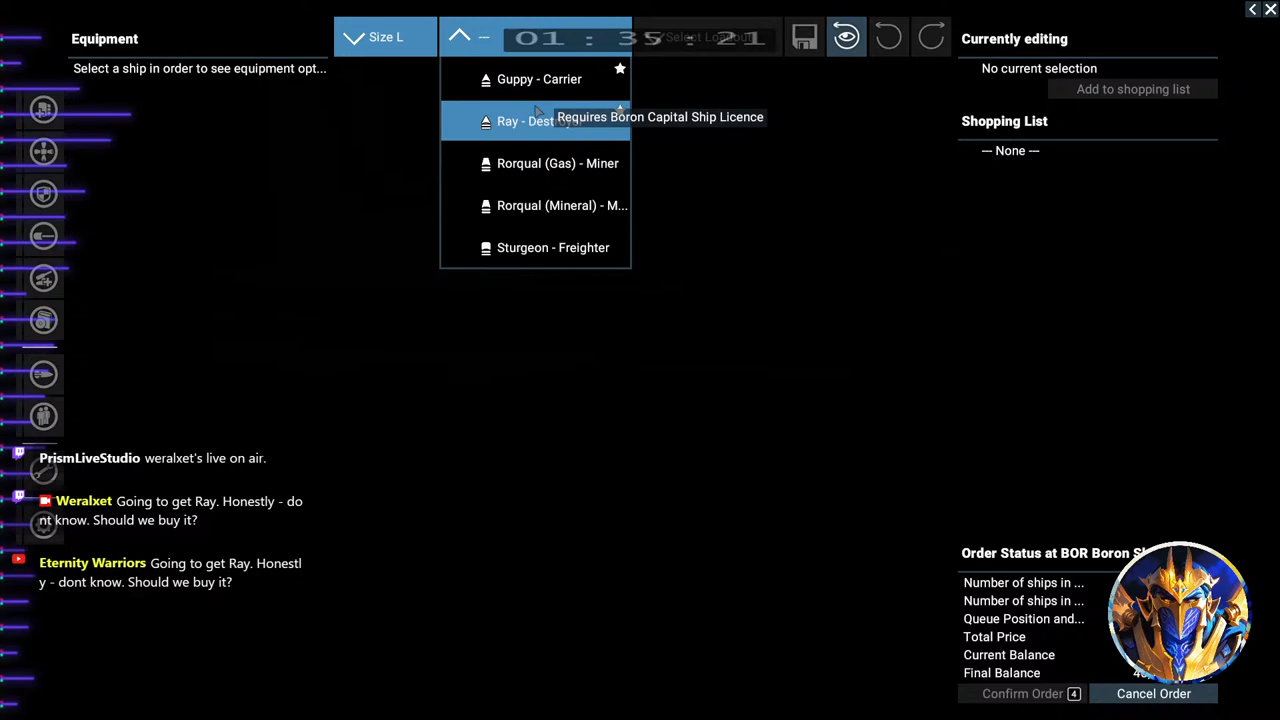 Equipment
Select a ship in order to see equipment opt...
Size L
--
01 : 35 : 21
Guppy - Carrier
Ray - Destroyer
Requires Boron Capital Ship Licence
Rorqual (Gas) - Miner
Rorqual (Mineral) - M...
Sturgeon - Freighter
Currently editing
No current selection
Add to shopping list
Shopping List
--- None ---
PrismLiveStudio weralxet's live on air.
Weralxet Going to get Ray. Honestly - do
nt know. Should we buy it?
Eternity Warriors Going to get Ray. Honestl
y - dont know. Should we buy it?
Order Status at BOR Boron S
Number of ships in ...
Number of ships in ...
Queue Position and...
Total Price
Current Balance
Final Balance
Confirm Order 4
Cancel Order